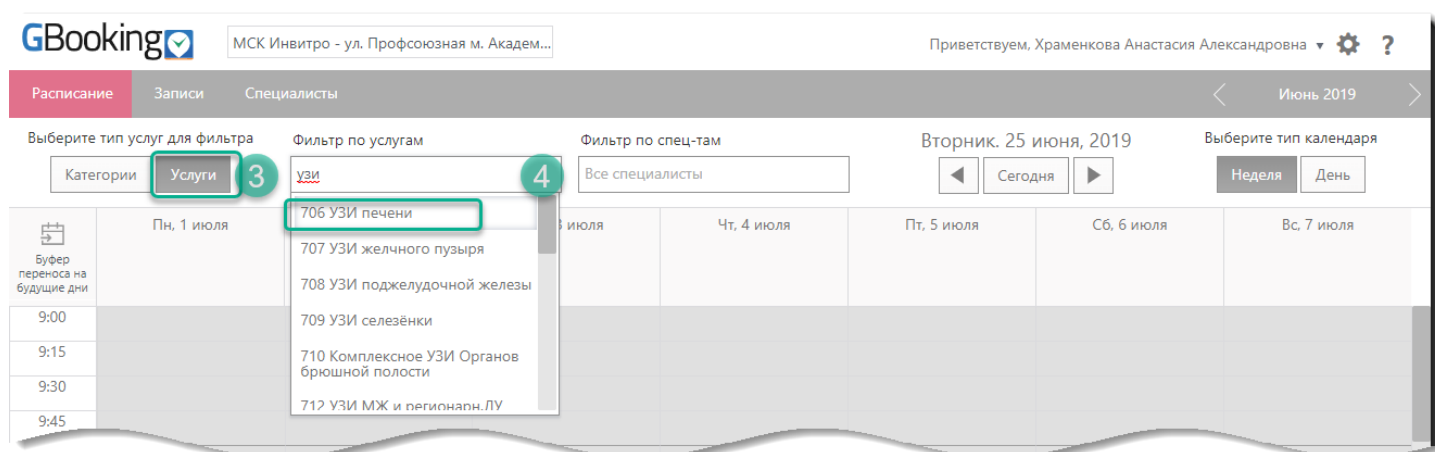 GBooking
МСК Инвитро - ул. Профсоюзная м. Академ...
Приветствуем, Храменкова Анастасия Александровна ?
Расписание Записи Специалисты Июнь 2019
Выберите тип услуг для фильтра Фильтр по услугам Фильтр по спец-там Вторник. 25 июня, 2019 Выберите тип календаря
Категории Услуги 3 узи 4 Все специалисты Сегодня Неделя День
706 УЗИ печени
707 УЗИ желчного пузыря
708 УЗИ поджелудочной железы
709 УЗИ селезёнки
710 Комплексное УЗИ Органов
брюшной полости
712 УЗИ МЖ и регионарн.ЛУ
Буфер
переноса на
будущие дни
Пн, 1 июля июля Чт, 4 июля Пт, 5 июля Сб, 6 июля Вс, 7 июля
9:00
9:15
9:30
9:45